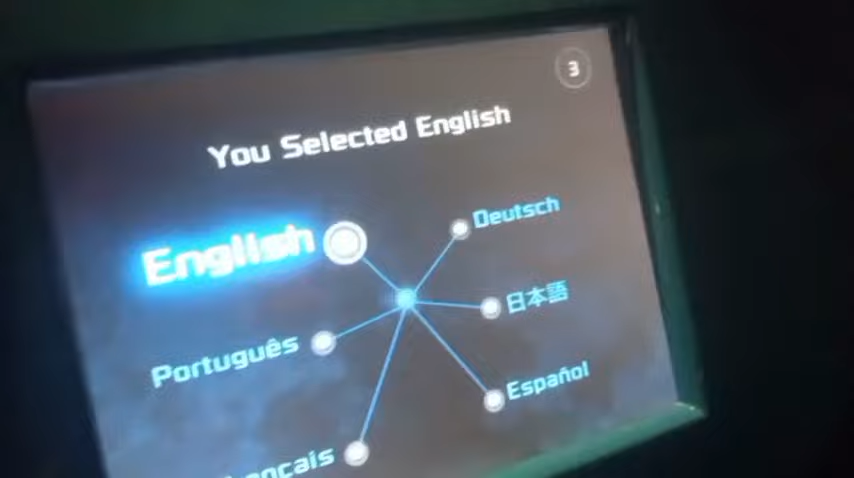 3
You Selected English
English
Deutsch
日本語
Português
Español